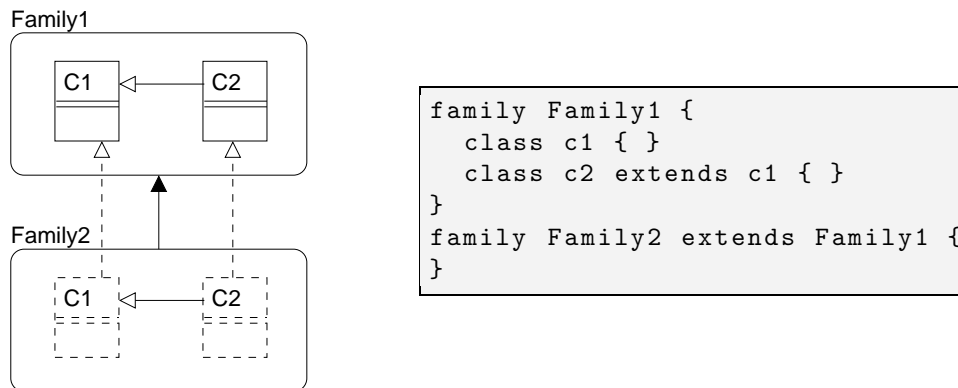 Family1
C1
C2
Family2
C1
C2
family Family1 {
class c1 { }
class c2 extends c1 { }
}
family Family2 extends Family1 {
}